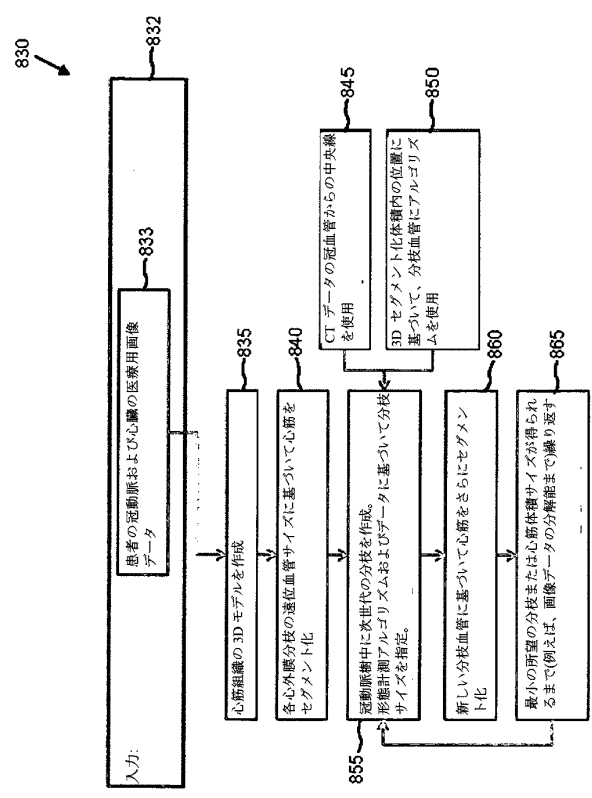 830
832
入力:
833
患者の冠動脈および心臓の医療用画像
データ
835
心筋組織の 3D モデルを作成
840
各心外膜分枝の遠位血管サイズに基づいて心筋を
セグメント化
845
CT データの冠血管からの中央線
を使用
850
3D セグメント化体積内の位置に
基づいて、分枝血管にアルゴリズ
ムを使用
855
冠動脈樹中に次世代の分枝を作成。
形態計測アルゴリズムおよびデータに基づいて分枝
サイズを指定。
860
新しい分枝血管に基づいて心筋をさらにセグメン
ト化
865
最小の所望の分枝または心筋体積サイズが得られ
るまで(例えば、画像データの分解能まで)繰り返す